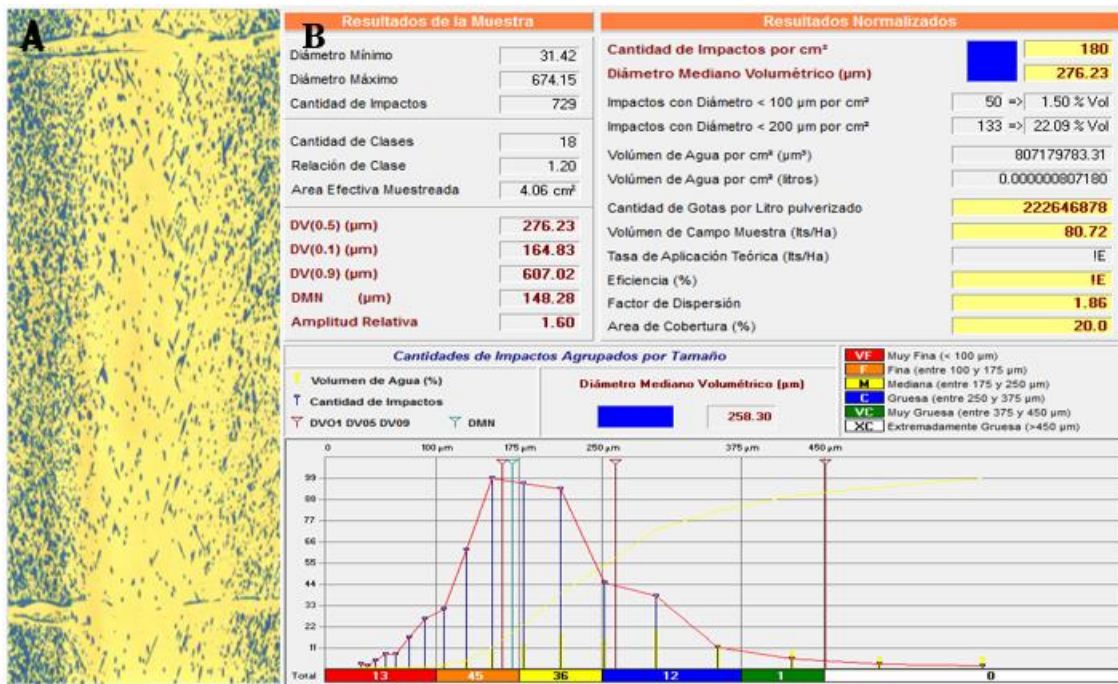 A
B
Resultados de la Muestra
Diámetro Mínimo 31.42
Diámetro Máximo 674.15
Cantidad de Impactos 729
Cantidad de Clases 18
Relación de Clase 1.20
Area Efectiva Muestreada 4.06 cm²
DV(0.5) (µm) 276.23
DV(0.1) (µm) 164.83
DV(0.9) (µm) 607.02
DMN (µm) 148.28
Amplitud Relativa 1.60
Resultados Normalizados
Cantidad de Impactos por cm² 180
Diámetro Mediano Volumétrico (µm) 276.23
Impactos con Diámetro < 100 µm por cm² 50 => 1.50 % Vol
Impactos con Diámetro < 200 µm por cm² 133 => 22.09 % Vol
Volúmen de Agua por cm² (µm³) 807179783.31
Volúmen de Agua por cm² (litros) 0.000000807180
Cantidad de Gotas por Litro pulverizado 222646878
Volúmen de Campo Muestra (lts/Ha) 80.72
Tasa de Aplicación Teórica (lts/Ha) !E
Eficiencia (%) !E
Factor de Dispersión 1.86
Area de Cobertura (%) 20.0
Cantidades de Impactos Agrupados por Tamaño
Volumen de Agua (%)
Cantidad de Impactos
DV01 DV05 DV09 DMN
Diámetro Mediano Volumétrico (µm)
258.30
VF Muy Fina (< 100 µm)
F Fina (entre 100 y 175 µm)
M Mediana (entre 175 y 250 µm)
C Gruesa (entre 250 y 375 µm)
VC Muy Gruesa (entre 375 y 450 µm)
XC Extremadamente Gruesa (>450 µm)
0 100 µm 175 µm 250 µm 375 µm 450 µm
99
89
77
66
55
44
33
22
11
Total 13 45 36 12 1 0